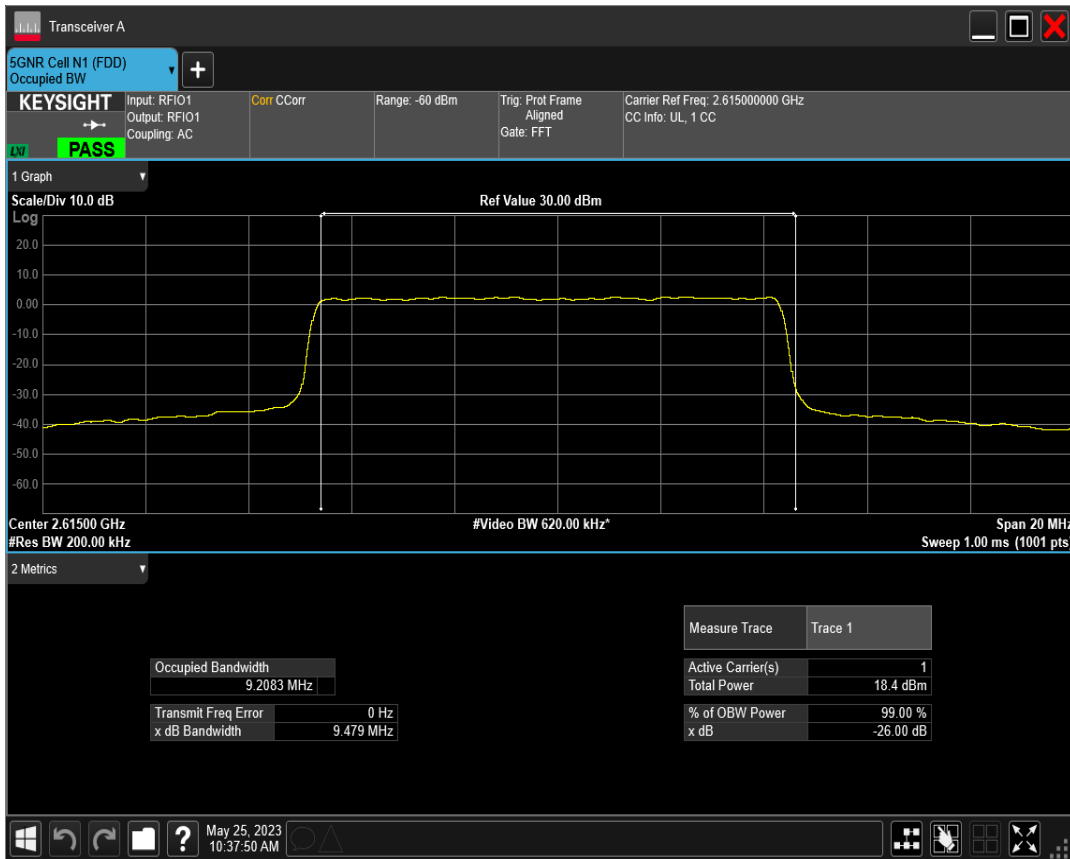 Transceiver A
5GNR Cell N1 (FDD)
Occupied BW
+
KEYSIGHT
LXI
PASS
Input: RFIO1
Output: RFIO1
Coupling: AC
Corr CCorr
Range: -60 dBm
Trig: Prot Frame
Aligned
Gate: FFT
Carrier Ref Freq: 2.615000000 GHz
CC Info: UL, 1 CC
1 Graph
Scale/Div 10.0 dB
Ref Value 30.00 dBm
Log
20.0
10.0
0.00
-10.0
-20.0
-30.0
-40.0
-50.0
-60.0
Center 2.61500 GHz
#Video BW 620.00 kHz*
Span 20 MHz
#Res BW 200.00 kHz
Sweep 1.00 ms (1001 pts)
2 Metrics
Measure Trace Trace 1
Occupied Bandwidth
9.2083 MHz
Transmit Freq Error 0 Hz
x dB Bandwidth 9.479 MHz
Active Carrier(s) 1
Total Power 18.4 dBm
% of OBW Power 99.00 %
x dB -26.00 dB
?
May 25, 2023
10:37:50 AM